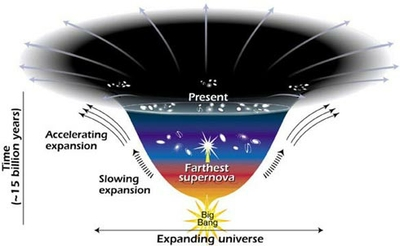 Present
Accelerating
expansion
Time
(~15 billion years)
Farthest
supernova
Slowing
expansion
Big
Bang
Expanding universe